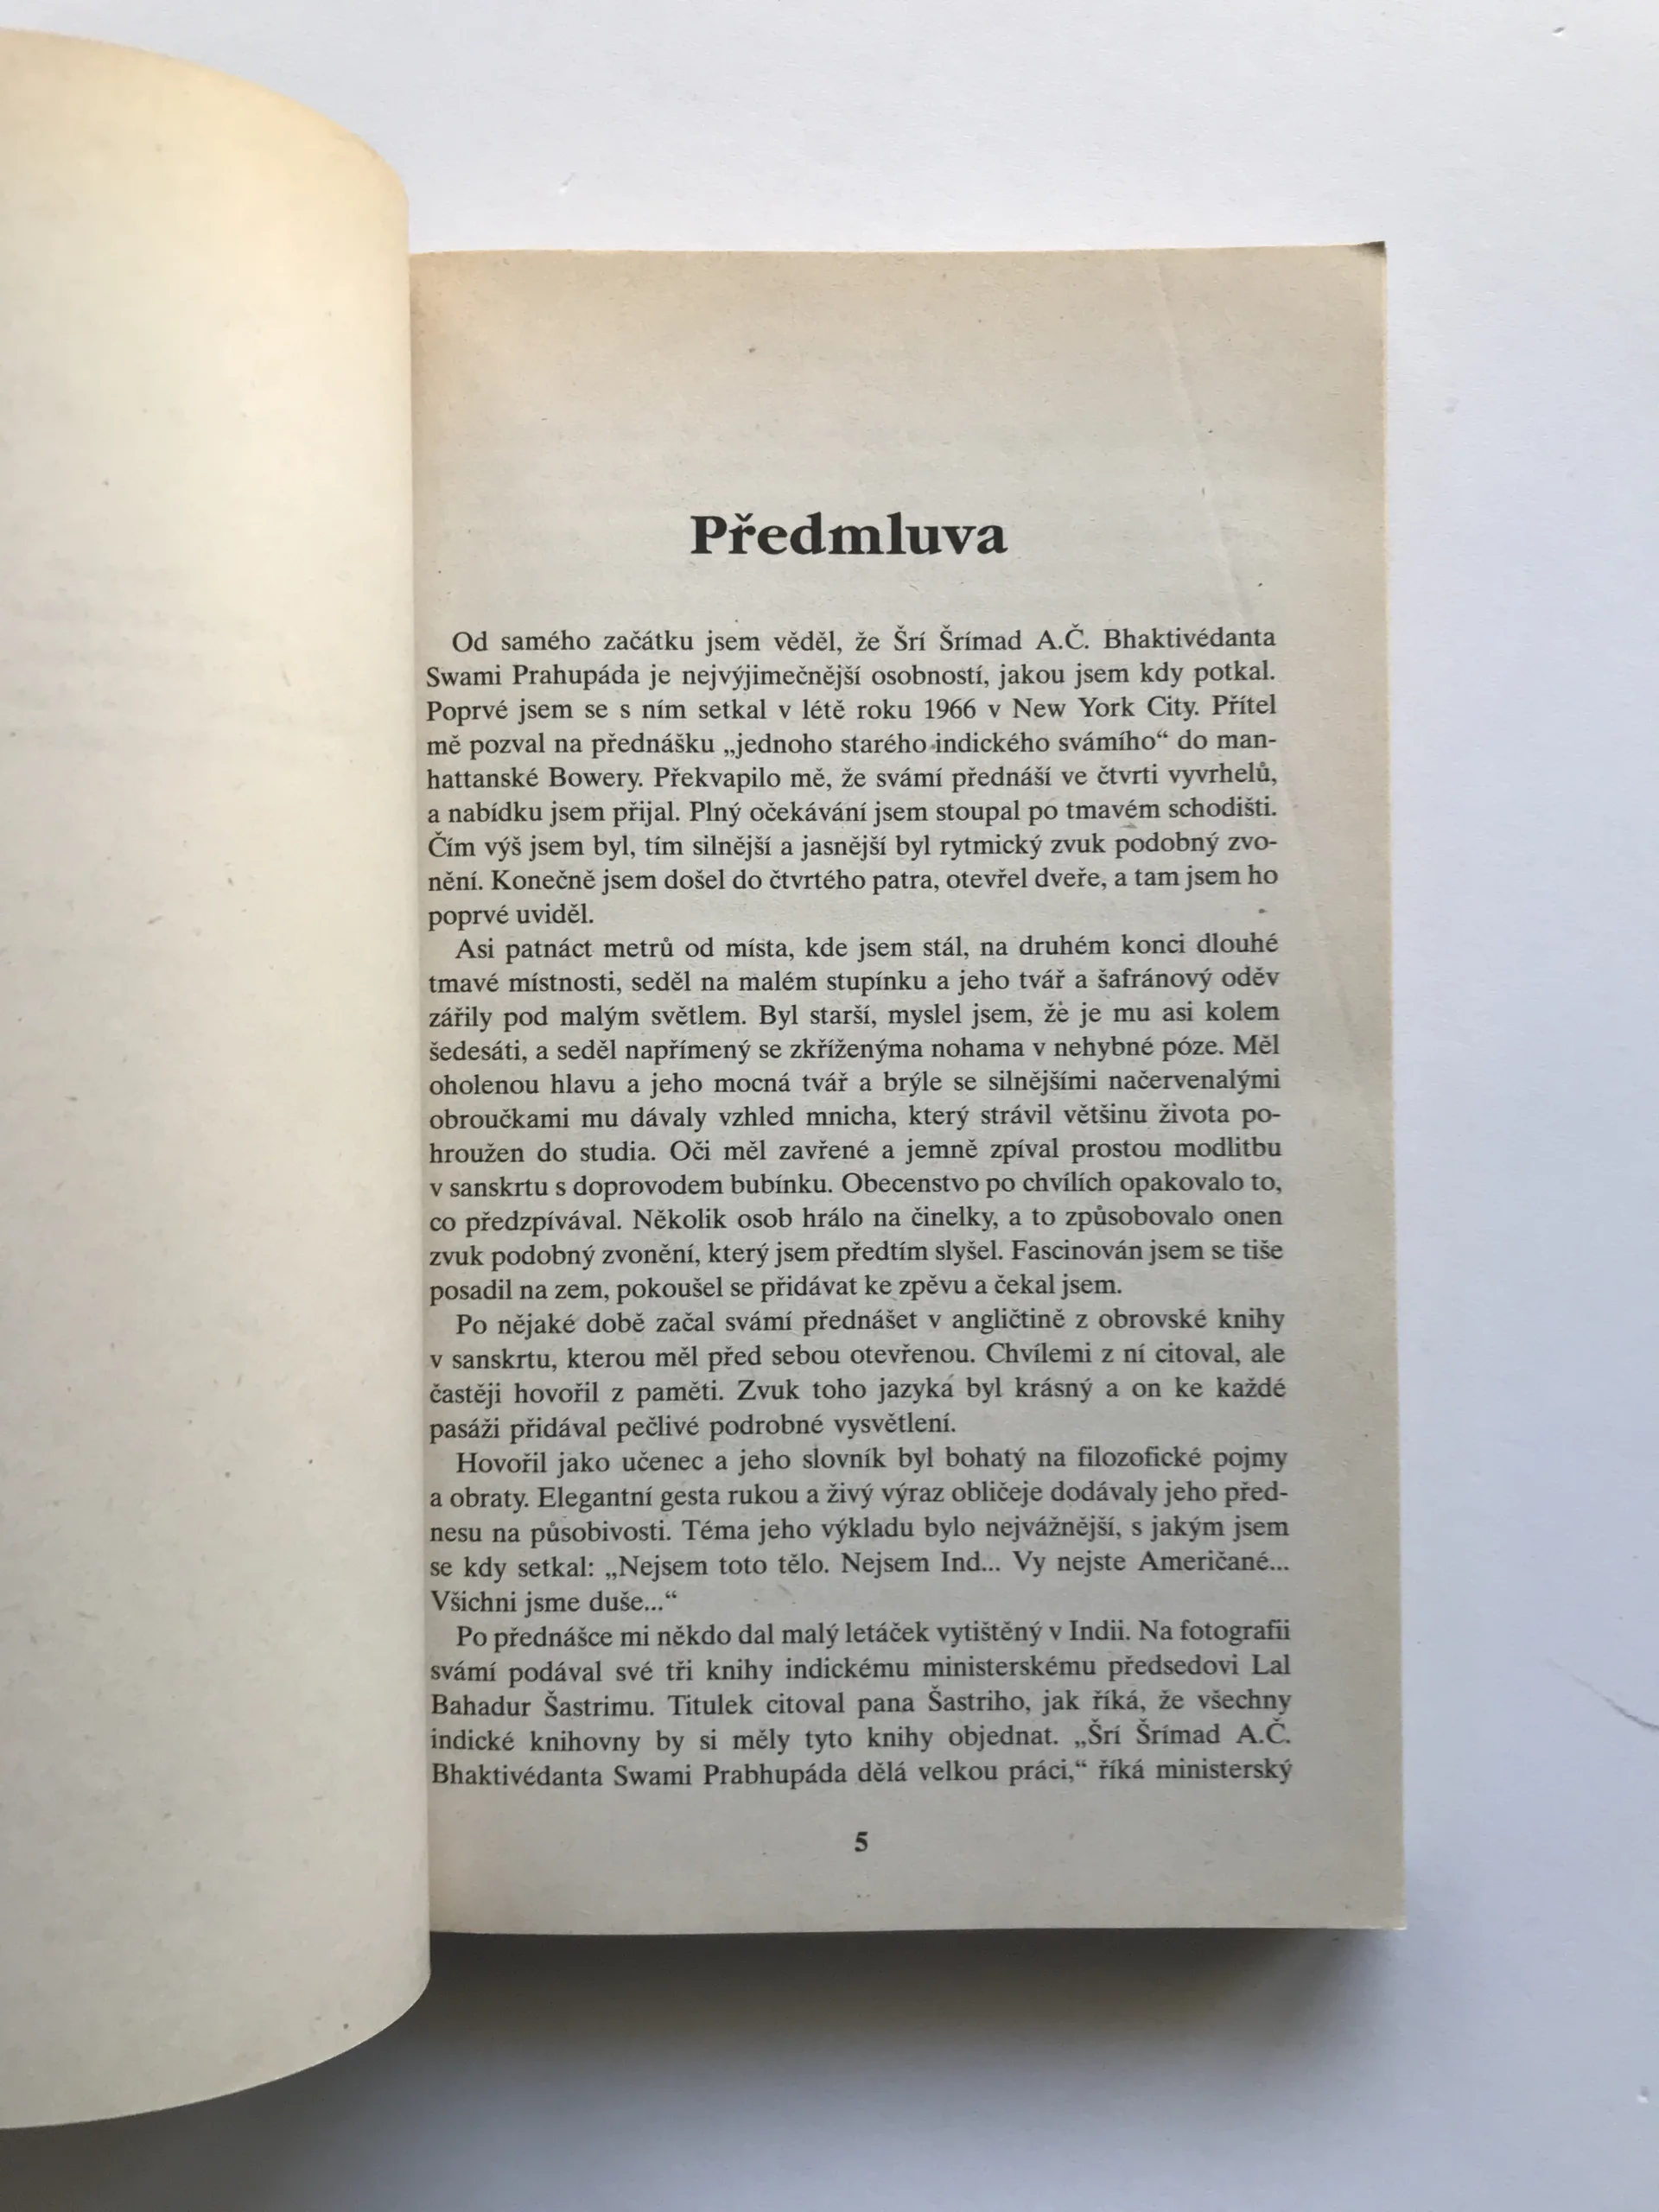 Předmluva
Od samého začátku jsem věděl, že Šrí Šrímad A.Č. Bhaktivédanta
Swami Prahupáda je nejvýjimečnější osobností, jakou jsem kdy potkal.
Poprvé jsem se s ním setkal v létě roku 1966 v New York City. Přítel
mě pozval na přednášku „jednoho starého indického svámího“ do man-
hattanské Bowery. Překvapilo mě, že svámí přednáší ve čtvrti vyvrhelů,
a nabídku jsem přijal. Plný očekávání jsem stoupal po tmavém schodišti.
Čím výš jsem byl, tím silnější a jasnější byl rytmický zvuk podobný zvo-
nění. Konečně jsem došel do čtvrtého patra, otevřel dveře, a tam jsem ho
poprvé uviděl.
Asi patnáct metrů od místa, kde jsem stál, na druhém konci dlouhé
tmavé místnosti, seděl na malém stupínku a jeho tvář a šafránový oděv
zářily pod malým světlem. Byl starší, myslel jsem, že je mu asi kolem
šedesáti, a seděl napřímený se zkříženýma nohama v nehybné póze. Měl
oholenou hlavu a jeho mocná tvář a brýle se silnějšími načervenalými
obroučkami mu dávaly vzhled mnicha, který strávil většinu života po-
hroužen do studia. Oči měl zavřené a jemně zpíval prostou modlitbu
v sanskrtu s doprovodem bubínku. Obecenstvo po chvílích opakovalo to,
co předzpívával. Několik osob hrálo na činelky, a to způsobovalo onen
zvuk podobný zvonění, který jsem předtím slyšel. Fascinován jsem se tiše
posadil na zem, pokoušel se přidávat ke zpěvu a čekal jsem.
Po nějaké době začal svámí přednášet v angličtině z obrovské knihy
v sanskrtu, kterou měl před sebou otevřenou. Chvílemi z ní citoval, ale
častěji hovořil z paměti. Zvuk toho jazyka byl krásný a on ke každé
pasáži přidával pečlivé podrobné vysvětlení.
Hovořil jako učenec a jeho slovník byl bohatý na filozofické pojmy
a obraty. Elegantní gesta rukou a živý výraz obličeje dodávaly jeho před-
nesu na působivosti. Téma jeho výkladu bylo nejvážnější, s jakým jsem
se kdy setkal: „Nejsem toto tělo. Nejsem Ind... Vy nejste Američané...
Všichni jsme duše...“
Po přednášce mi někdo dal malý letáček vytištěný v Indii. Na fotografii
svámí podával své tři knihy indickému ministerskému předsedovi Lal
Bahadur Šastrimu. Titulek citoval pana Šastriho, jak říká, že všechny
indické knihovny by si měly tyto knihy objednat. „Šrí Šrímad A.Č.
Bhaktivédanta Swami Prabhupáda dělá velkou práci,“ říká ministerský
5